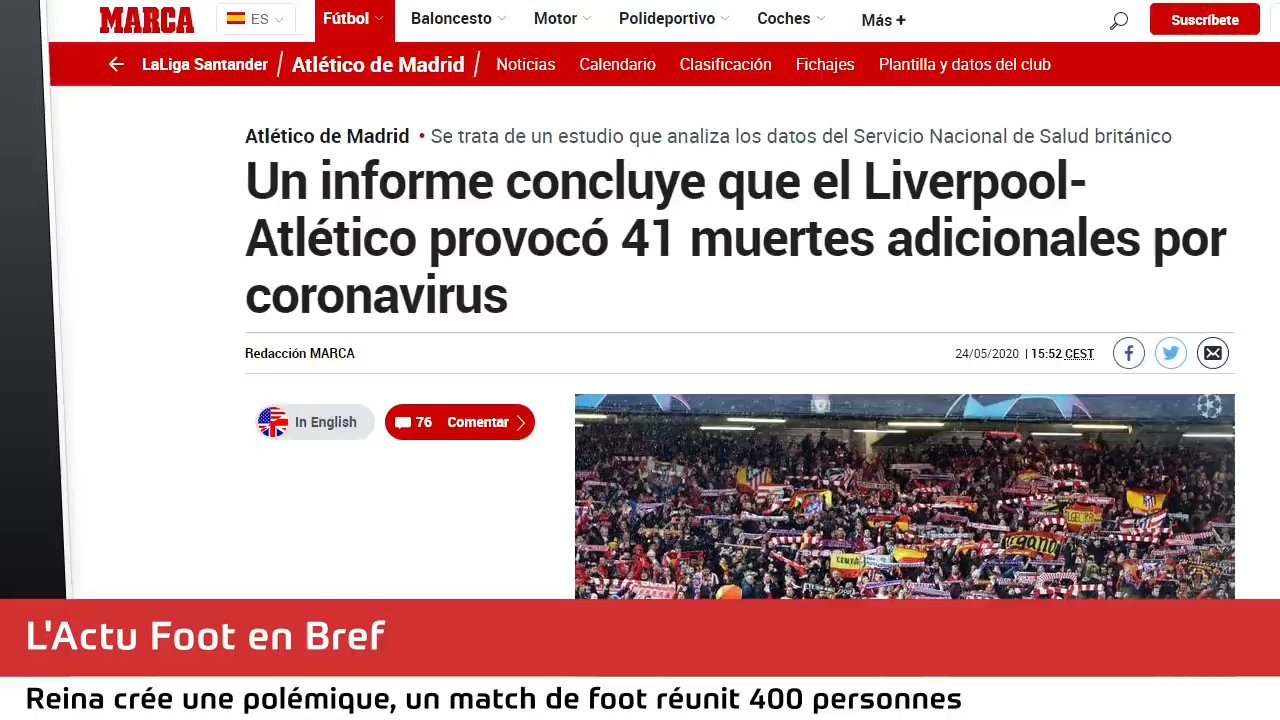 MARCA ES Fútbol Baloncesto Motor Polideportivo Coches Más + Suscríbete
LaLiga Santander / Atlético de Madrid / Noticias Calendario Clasificación Fichajes Plantilla y datos del club
Atlético de Madrid • Se trata de un estudio que analiza los datos del Servicio Nacional de Salud británico
Un informe concluye que el Liverpool-
Atlético provocó 41 muertes adicionales por
coronavirus
Redacción MARCA 24/05/2020 | 15:52 CEST
In English 76 Comentar
L'Actu Foot en Bref
Reina crée une polémique, un match de foot réunit 400 personnes